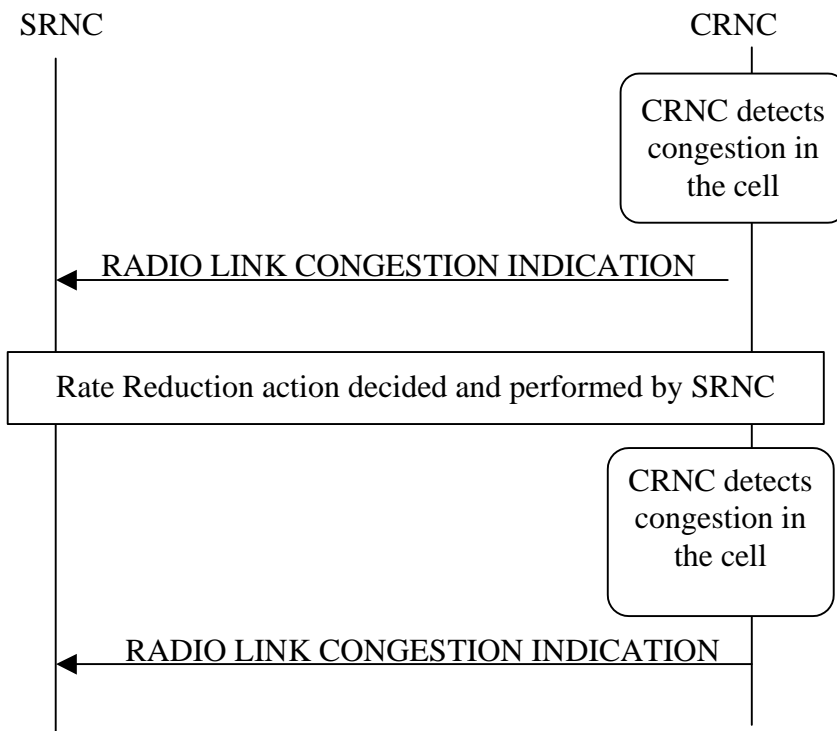 SRNC
CRNC
CRNC detects
congestion in
the cell
RADIO LINK CONGESTION INDICATION
Rate Reduction action decided and performed by SRNC
CRNC detects
congestion in
the cell
RADIO LINK CONGESTION INDICATION